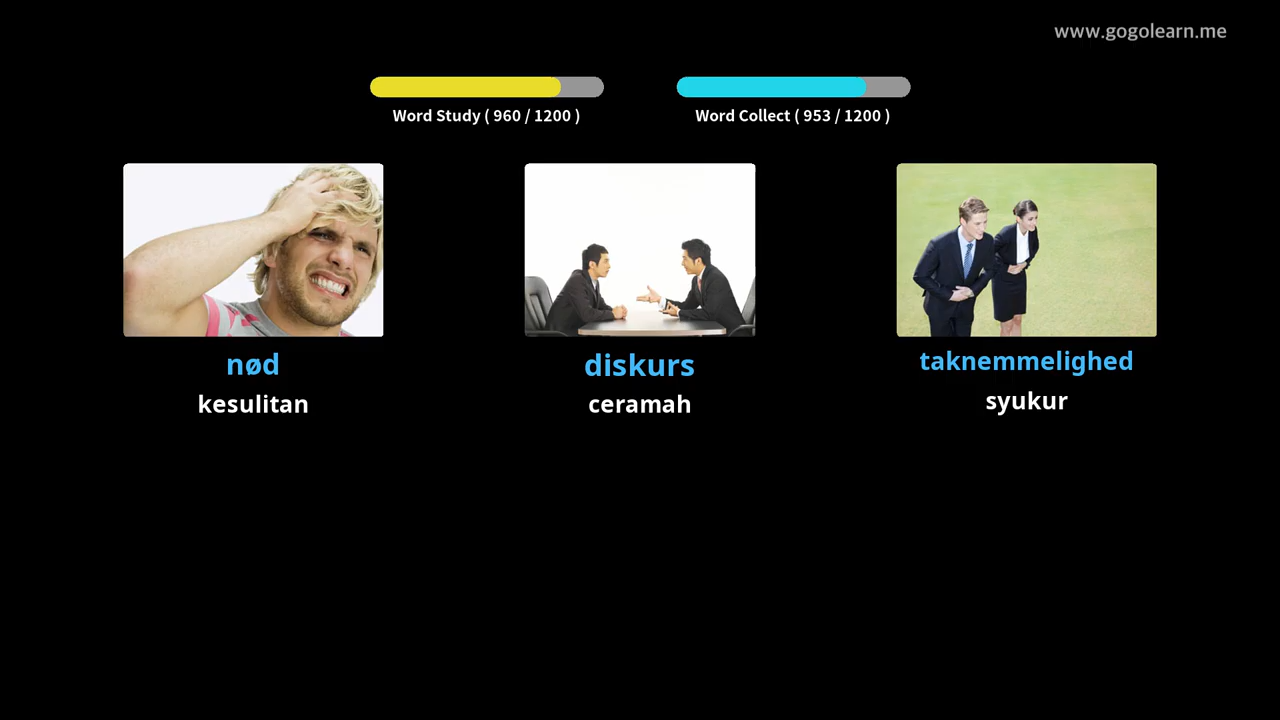 www.gogolearn.me
Word Study ( 960 / 1200 )
Word Collect ( 953 / 1200 )
nød
diskurs
taknemmelighed
kesulitan
ceramah
syukur